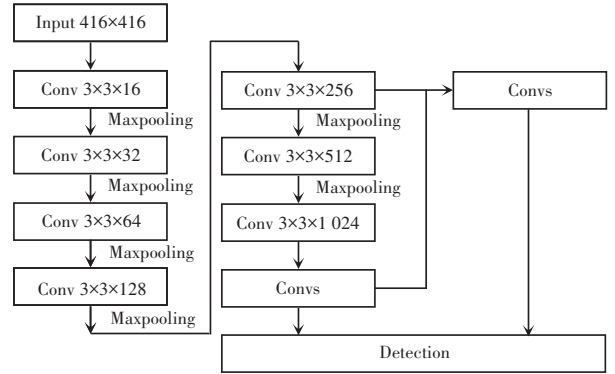 Input 416×416
Conv 3×3×16
Maxpooling
Conv 3×3×32
Maxpooling
Conv 3×3×64
Maxpooling
Conv 3×3×128
Maxpooling
Conv 3×3×256
Maxpooling
Conv 3×3×512
Maxpooling
Conv 3×3×1 024
Convs
Convs
Detection